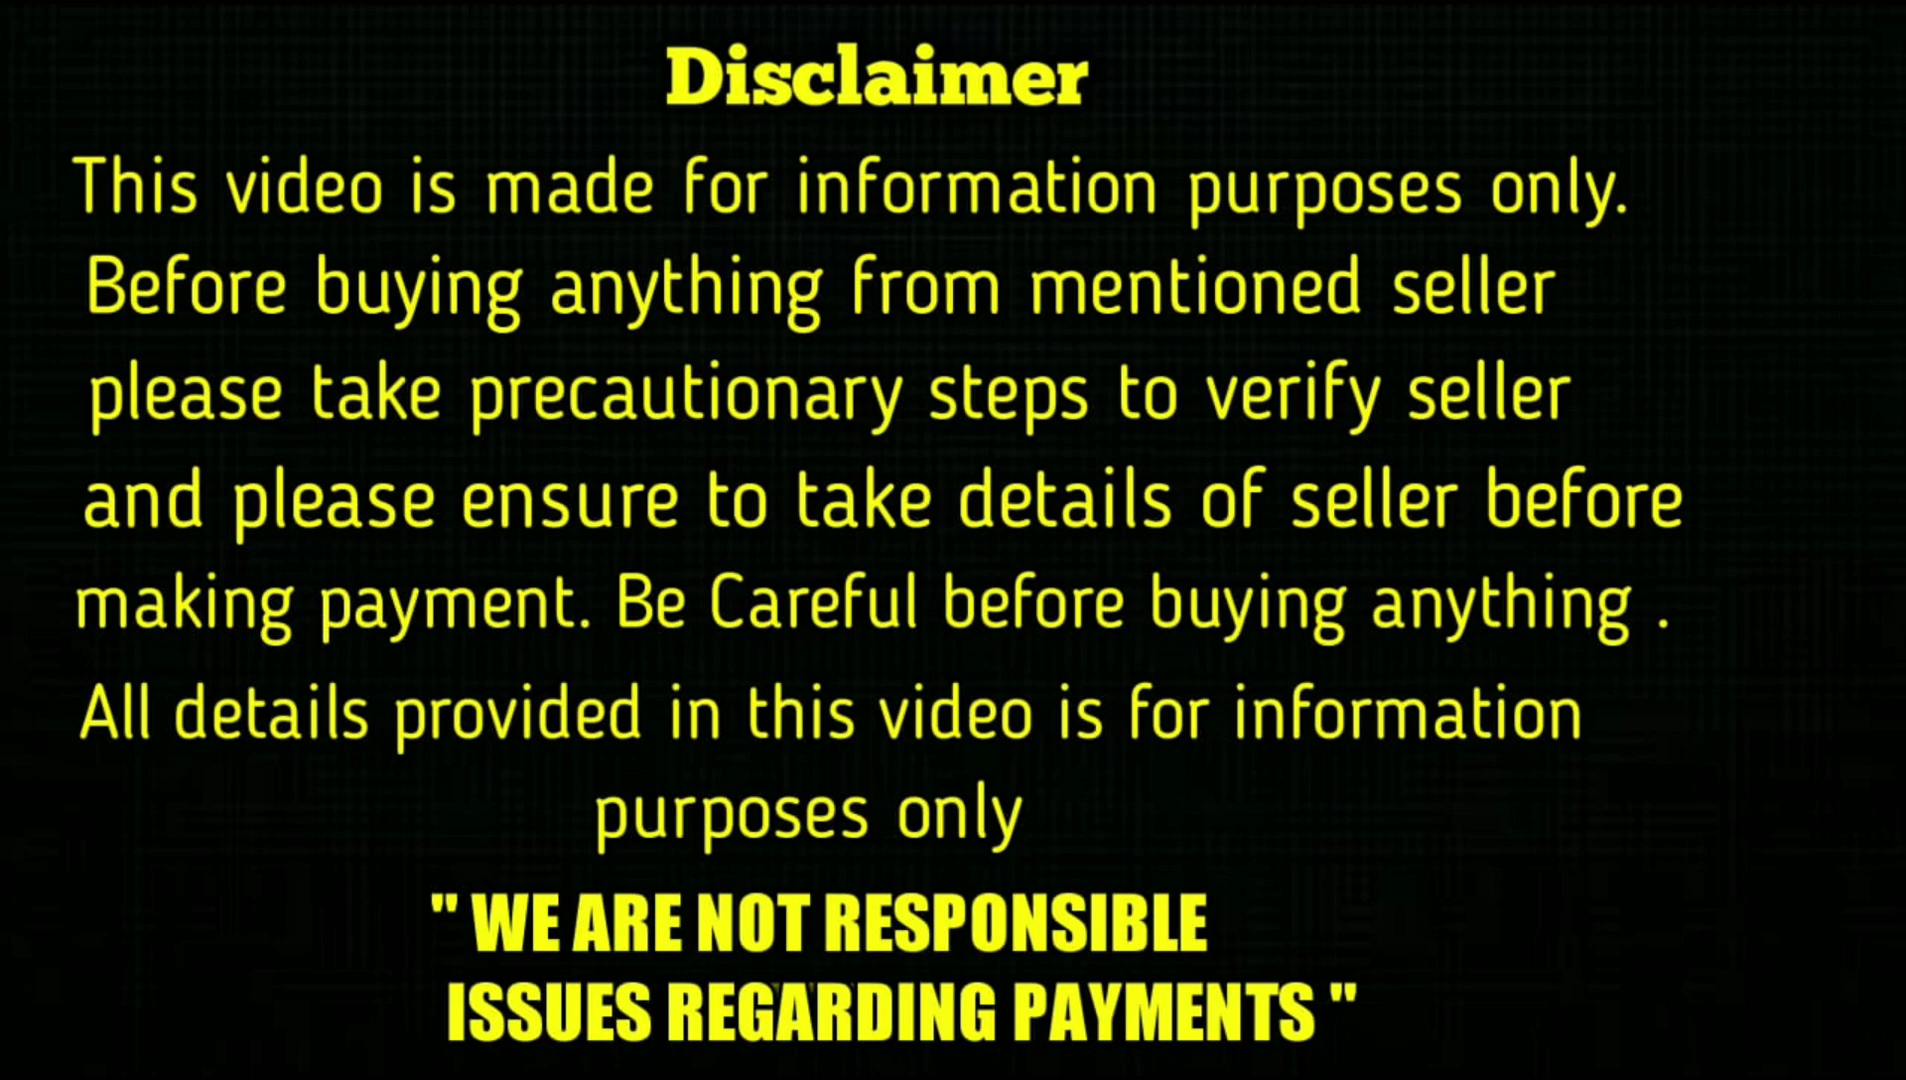 Disclaimer
This video is made for information purposes only.
Before buying anything from mentioned seller
please take precautionary steps to verify seller
and please ensure to take details of seller before
making payment. Be Careful before buying anything .
All details provided in this video is for information
purposes only
" WE ARE NOT RESPONSIBLE
ISSUES REGARDING PAYMENTS "